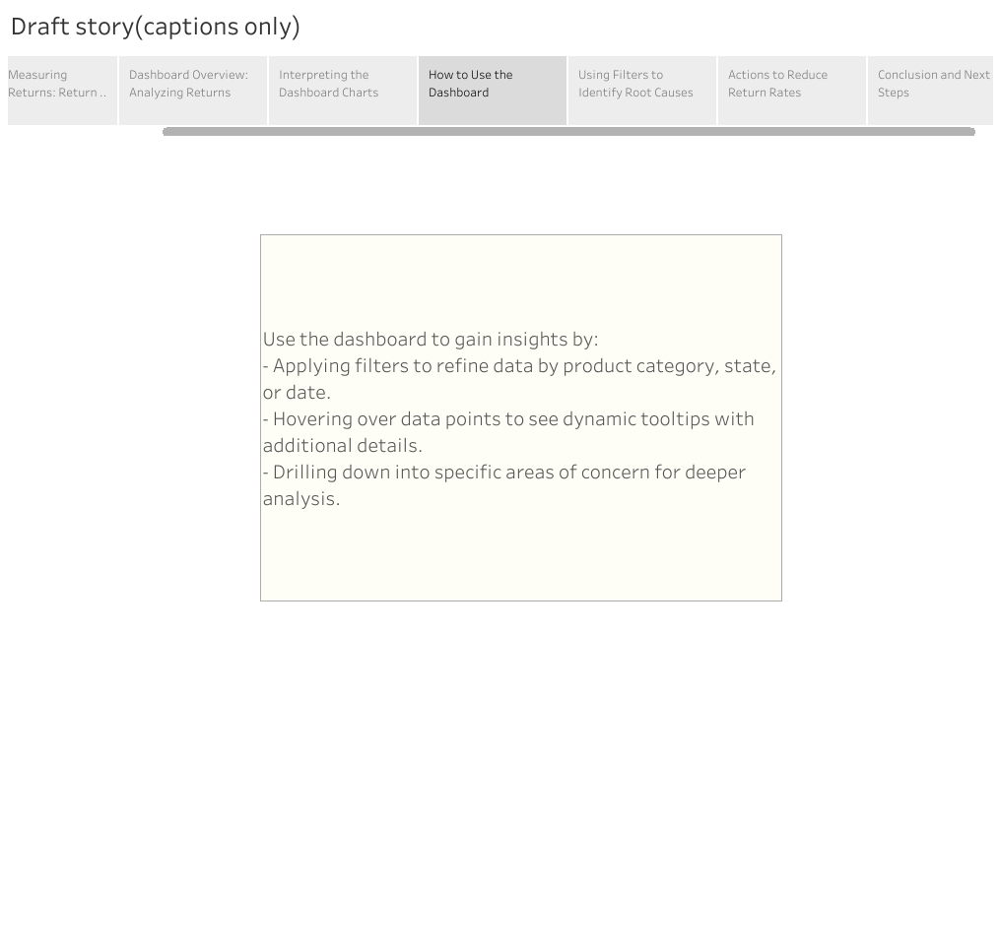 Draft story(captions only)
Measuring
Returns: Return ..
Dashboard Overview:
Analyzing Returns
Interpreting the
Dashboard Charts
How to Use the
Dashboard
Using Filters to
Identify Root Causes
Actions to Reduce
Return Rates
Conclusion and Next
Steps
Use the dashboard to gain insights by:
- Applying filters to refine data by product category, state,
or date.
- Hovering over data points to see dynamic tooltips with
additional details.
- Drilling down into specific areas of concern for deeper
analysis.